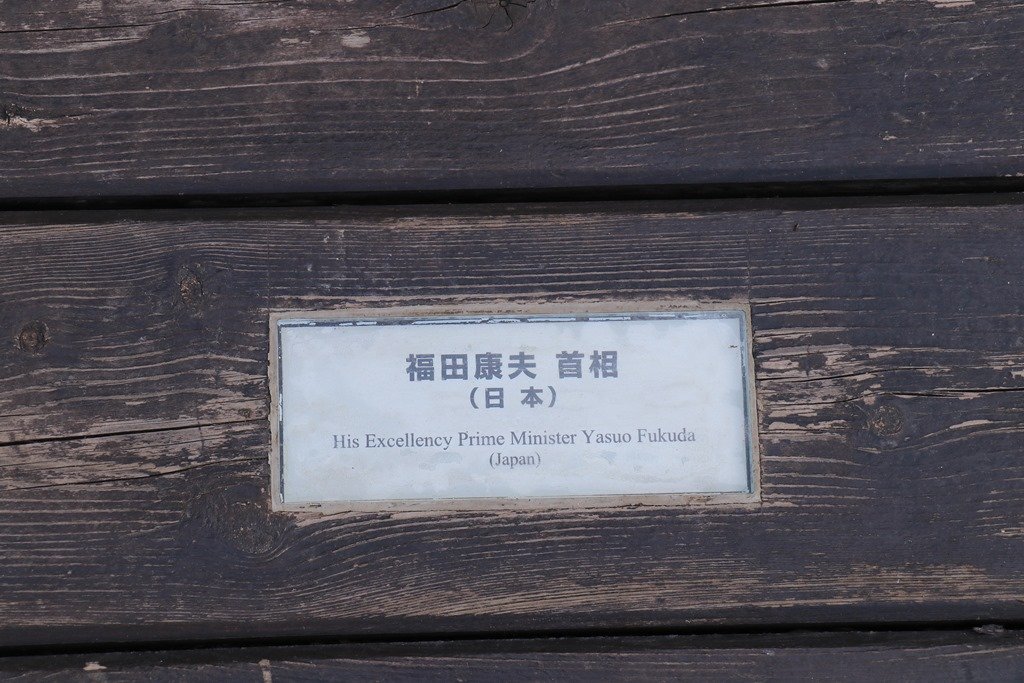 福田康夫 首相
（日 本）
His Excellency Prime Minister Yasuo Fukuda
(Japan)